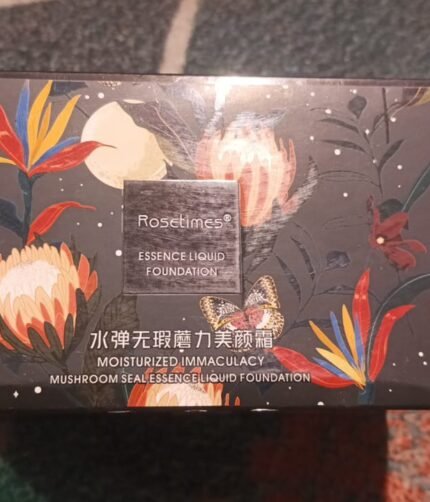 Rosetimes®
ESSENCE LIQUID
FOUNDATION
水弹无瑕蘑力美颜霜
MOISTURIZED IMMACULACY
MUSHROOM SEAL ESSENCE LIQUID FOUNDATION